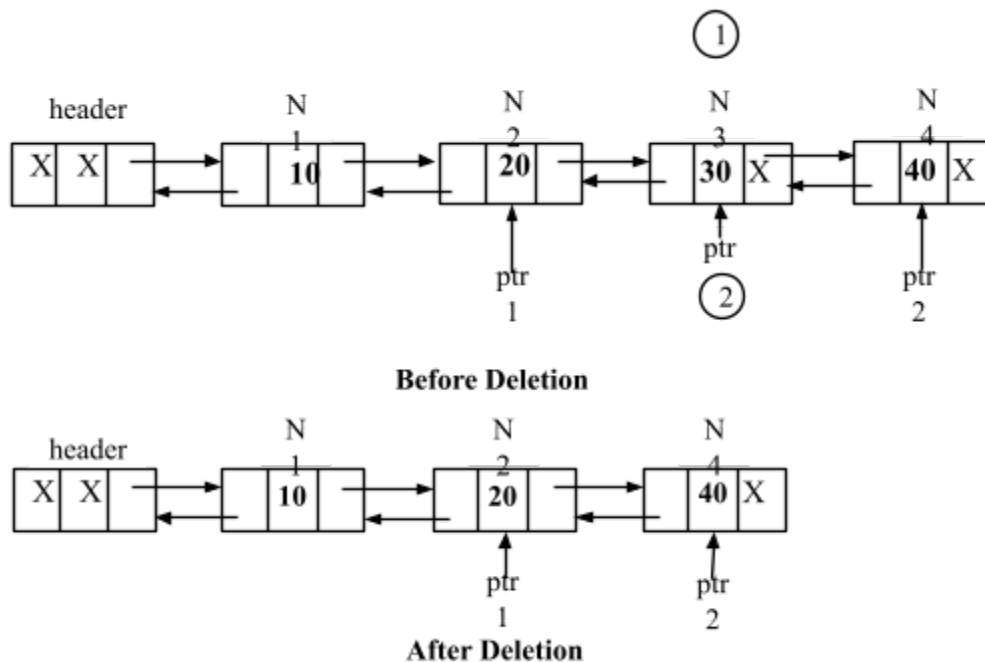 1
header
N
1
N
2
N
3
N
4
X X
10
20
30 X
40 X
ptr
1
ptr
2
ptr
2
Before Deletion
header
N
1
N
2
N
4
X X
10
20
40 X
ptr
1
ptr
2
After Deletion